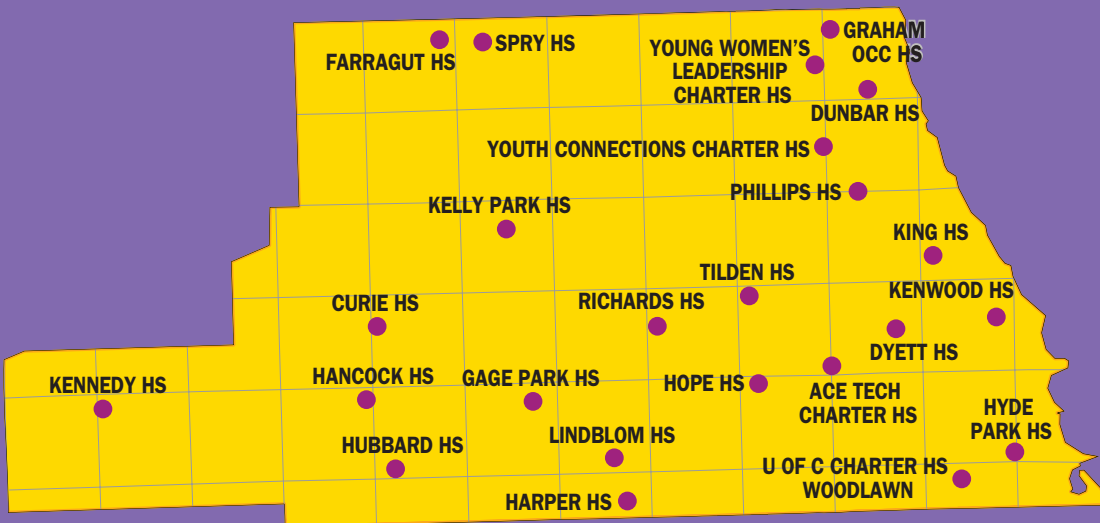 GRAHAM
OCC HS
SPRY HS
FARRAGUT HS
YOUNG WOMEN'S
LEADERSHIP
CHARTER HS
DUNBAR HS
YOUTH CONNECTIONS CHARTER HS
PHILLIPS HS
KELLY PARK HS
KING HS
TILDEN HS
KENWOOD HS
CURIE HS
RICHARDS HS
DYETT HS
HANCOCK HS
GAGE PARK HS
HOPE HS
KENNEDY HS
ACE TECH
CHARTER HS
HYDE
PARK HS
LINDBLOM HS
HUBBARD HS
U OF C CHARTER HS
WOODLAWN
HARPER HS